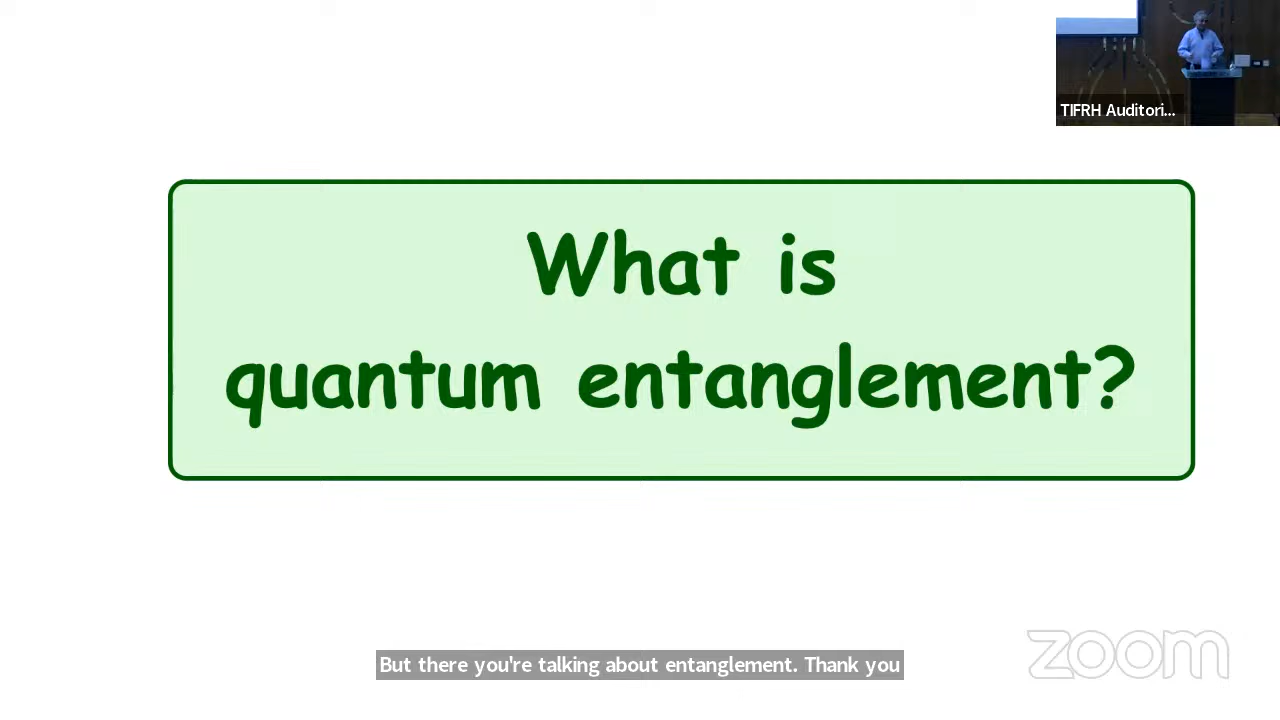 TIFRH Auditori...
What is
quantum entanglement?
But there you're talking about entanglement. Thank you
zoom